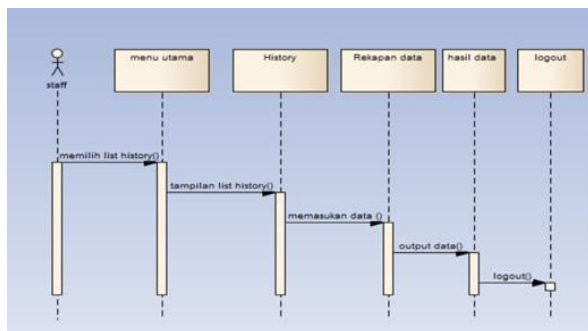 menu utama
History
Rekapan data
hasil data
logout
staff
memilih list history()
tampilan list history()
memasukan data ()
output data()
logout()